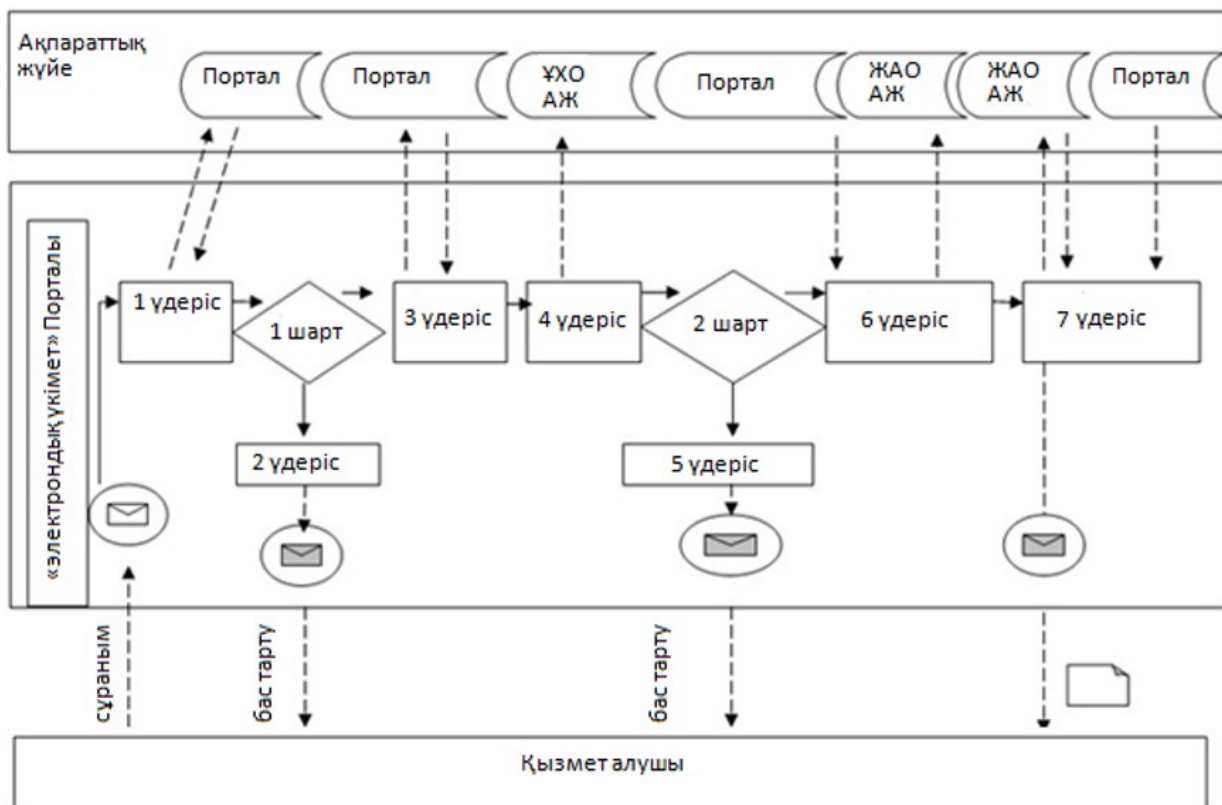 Ақпараттық
жүйе
Портал
Портал
ҰХО
АЖ
Портал
ЖАО
АЖ
ЖАО
АЖ
Портал
«электрондық үкімет» Порталы
1 үдеріс
1 шарт
3 үдеріс
4 үдеріс
2 шарт
6 үдеріс
7 үдеріс
2 үдеріс
5 үдеріс
сұраным
бас тарту
бас тарту
Қызмет алушы